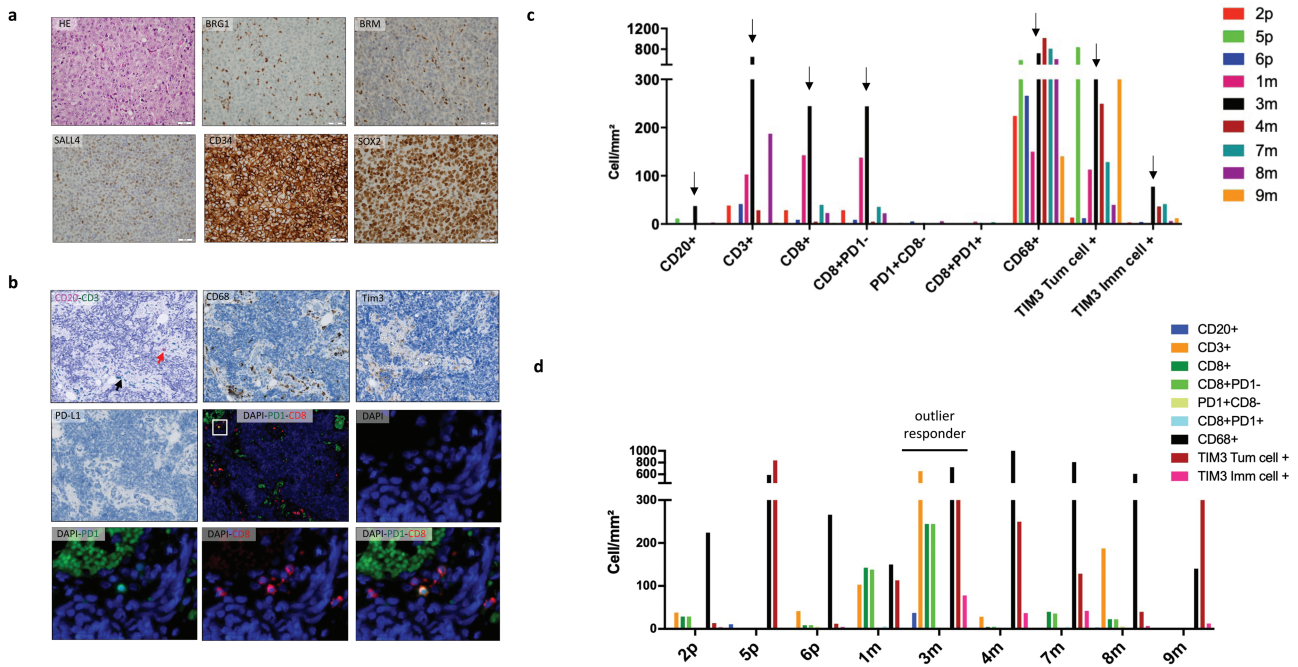 a
HE
BRG1
BRM
SALL4
CD34
SOX2
b
CD20-CD3
CD68
Tim3
PD-L1
DAPI-PD1-CD8
DAPI
DAPI-PD1
DAPI-CD8
DAPI-PD1-CD8
c
Cell/mm²
1200
800
300
200
100
0
CD20+
CD3+
CD8+
CD8+PD1-
PD1+CD8-
CD8+PD1+
CD68+
TIM3 Tum cell +
TIM3 Imm cell +
2p
5p
6p
1m
3m
4m
7m
8m
9m
d
CD20+
CD3+
CD8+
CD8+PD1-
PD1+CD8-
CD8+PD1+
CD68+
TIM3 Tum cell +
TIM3 Imm cell +
outlier
responder
Cell/mm²
1000
800
600
300
200
100
0
2p
5p
6p
1m
3m
4m
7m
8m
9m